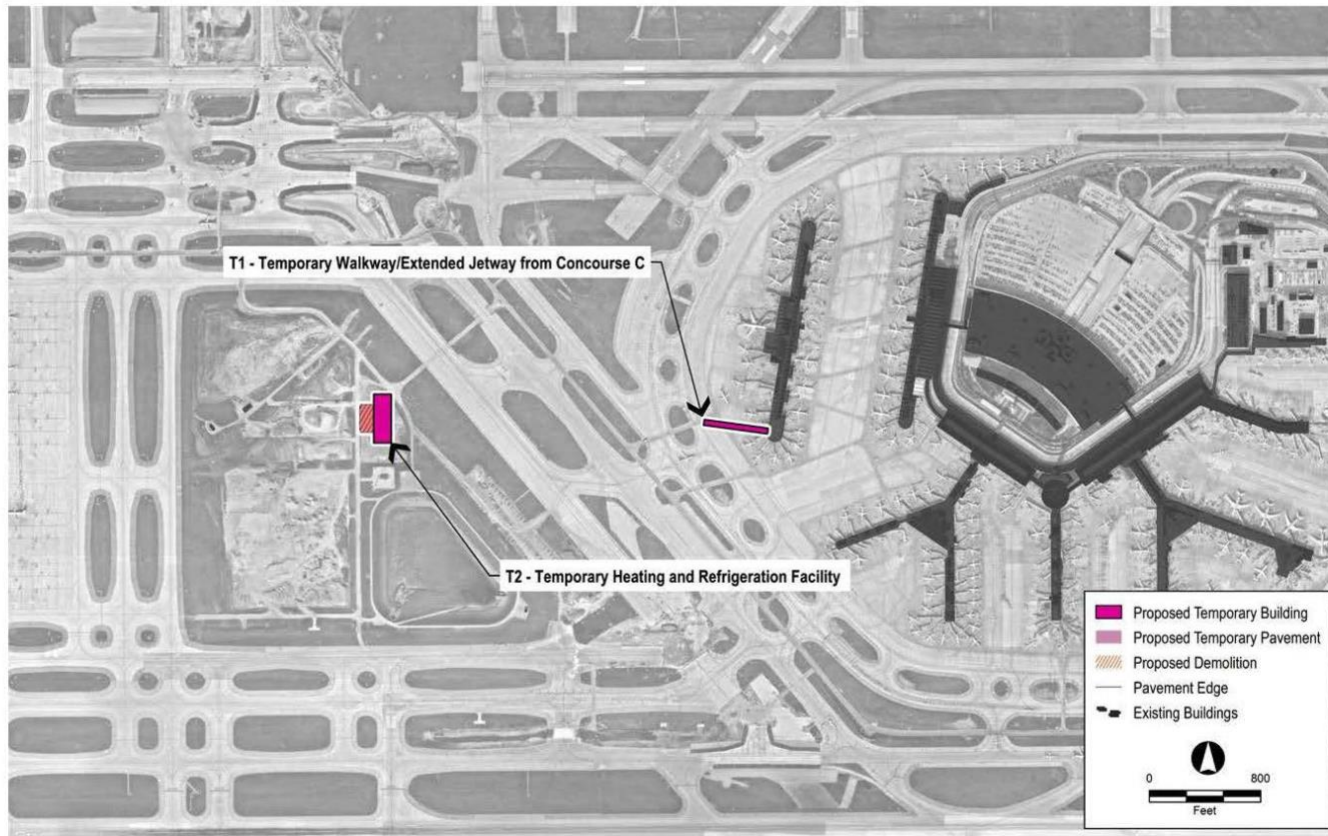 T1 - Temporary Walkway/Extended Jetway from Concourse C
T2 - Temporary Heating and Refrigeration Facility
Proposed Temporary Building
Proposed Temporary Pavement
Proposed Demolition
Pavement Edge
Existing Buildings
0 800
Feet